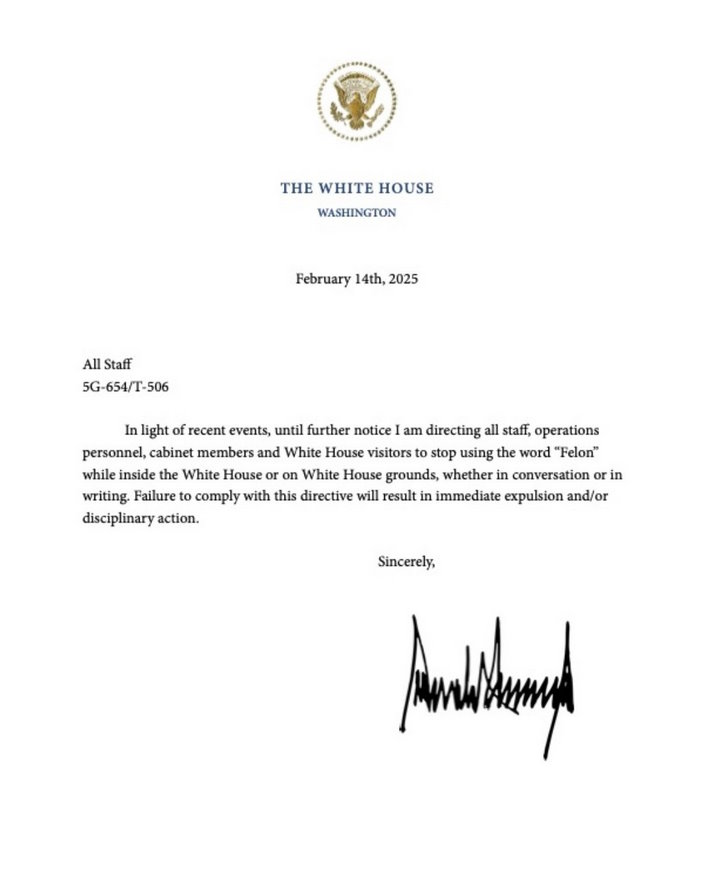 THE WHITE HOUSE
WASHINGTON
February 14th, 2025
All Staff
5G-654/T-506
In light of recent events, until further notice I am directing all staff, operations
personnel, cabinet members and White House visitors to stop using the word “Felon”
while inside the White House or on White House grounds, whether in conversation or in
writing. Failure to comply with this directive will result in immediate expulsion and/or
disciplinary action.
Sincerely,